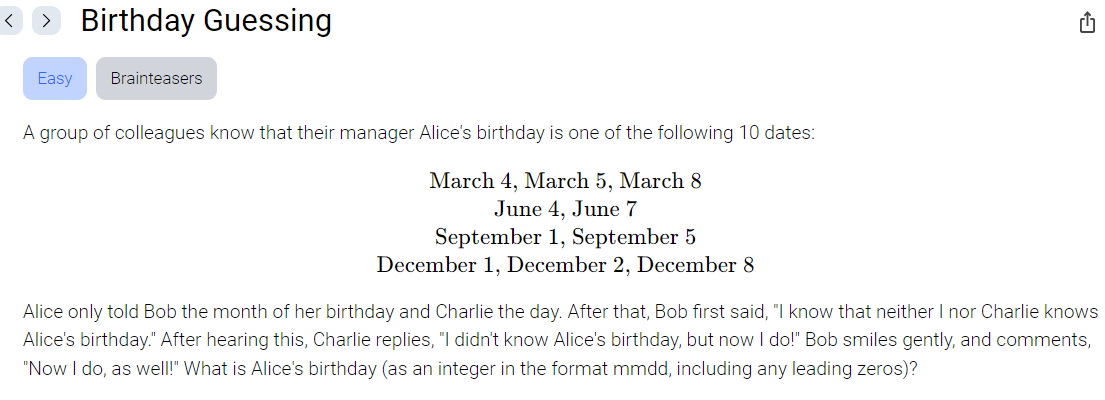 Birthday Guessing
Easy
Brainteasers
A group of colleagues know that their manager Alice's birthday is one of the following 10 dates:
March 4, March 5, March 8
June 4, June 7
September 1, September 5
December 1, December 2, December 8
Alice only told Bob the month of her birthday and Charlie the day. After that, Bob first said, "I know that neither I nor Charlie knows
Alice's birthday." After hearing this, Charlie replies, "I didn't know Alice's birthday, but now I do!" Bob smiles gently, and comments,
"Now I do, as well!" What is Alice's birthday (as an integer in the format mmdd, including any leading zeros)?